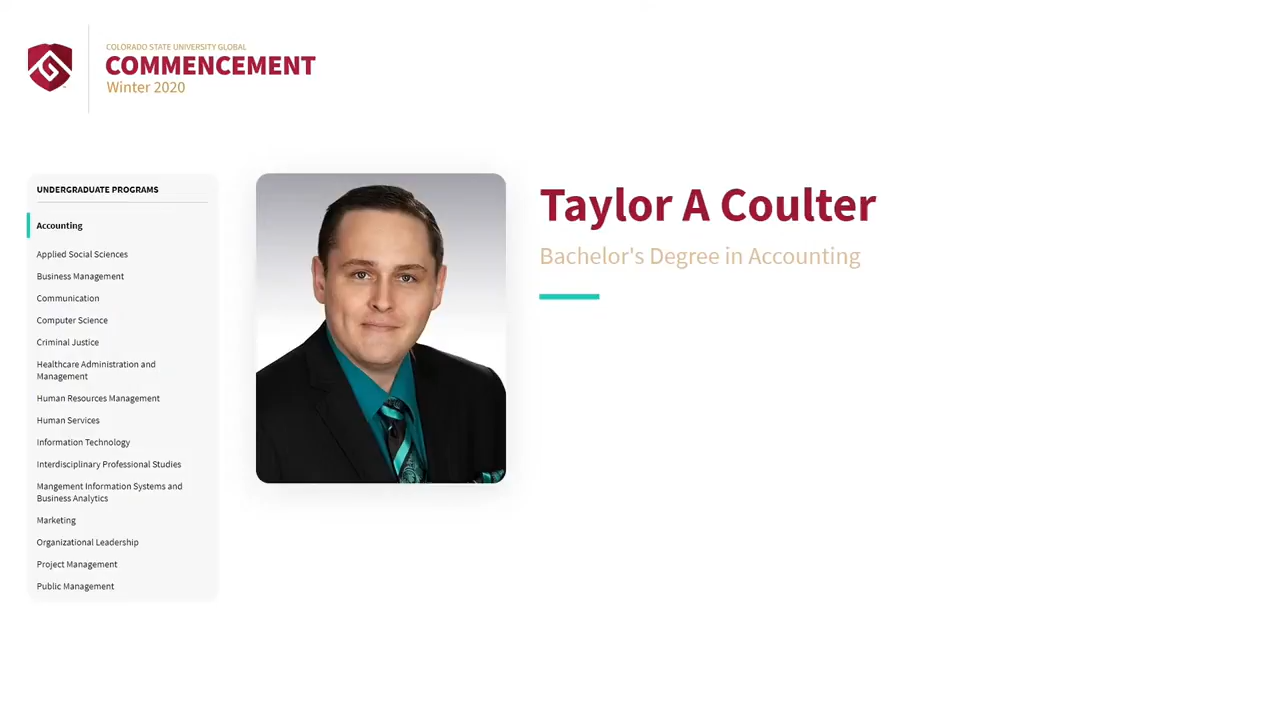 COLORADO STATE UNIVERSITY GLOBAL
COMMENCEMENT
Winter 2020
UNDERGRADUATE PROGRAMS
Accounting
Applied Social Sciences
Business Management
Communication
Computer Science
Criminal Justice
Healthcare Administration and
Management
Human Resources Management
Human Services
Information Technology
Interdisciplinary Professional Studies
Mangement Information Systems and
Business Analytics
Marketing
Organizational Leadership
Project Management
Public Management
Taylor A Coulter
Bachelor's Degree in Accounting